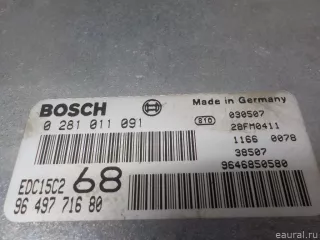 BOSCH
Made in Germany
0 281 011 091
030507
28FM0411
1166 0078
38507
9646850580
EDC15C2 68
96 497 716 80
eaural.ru